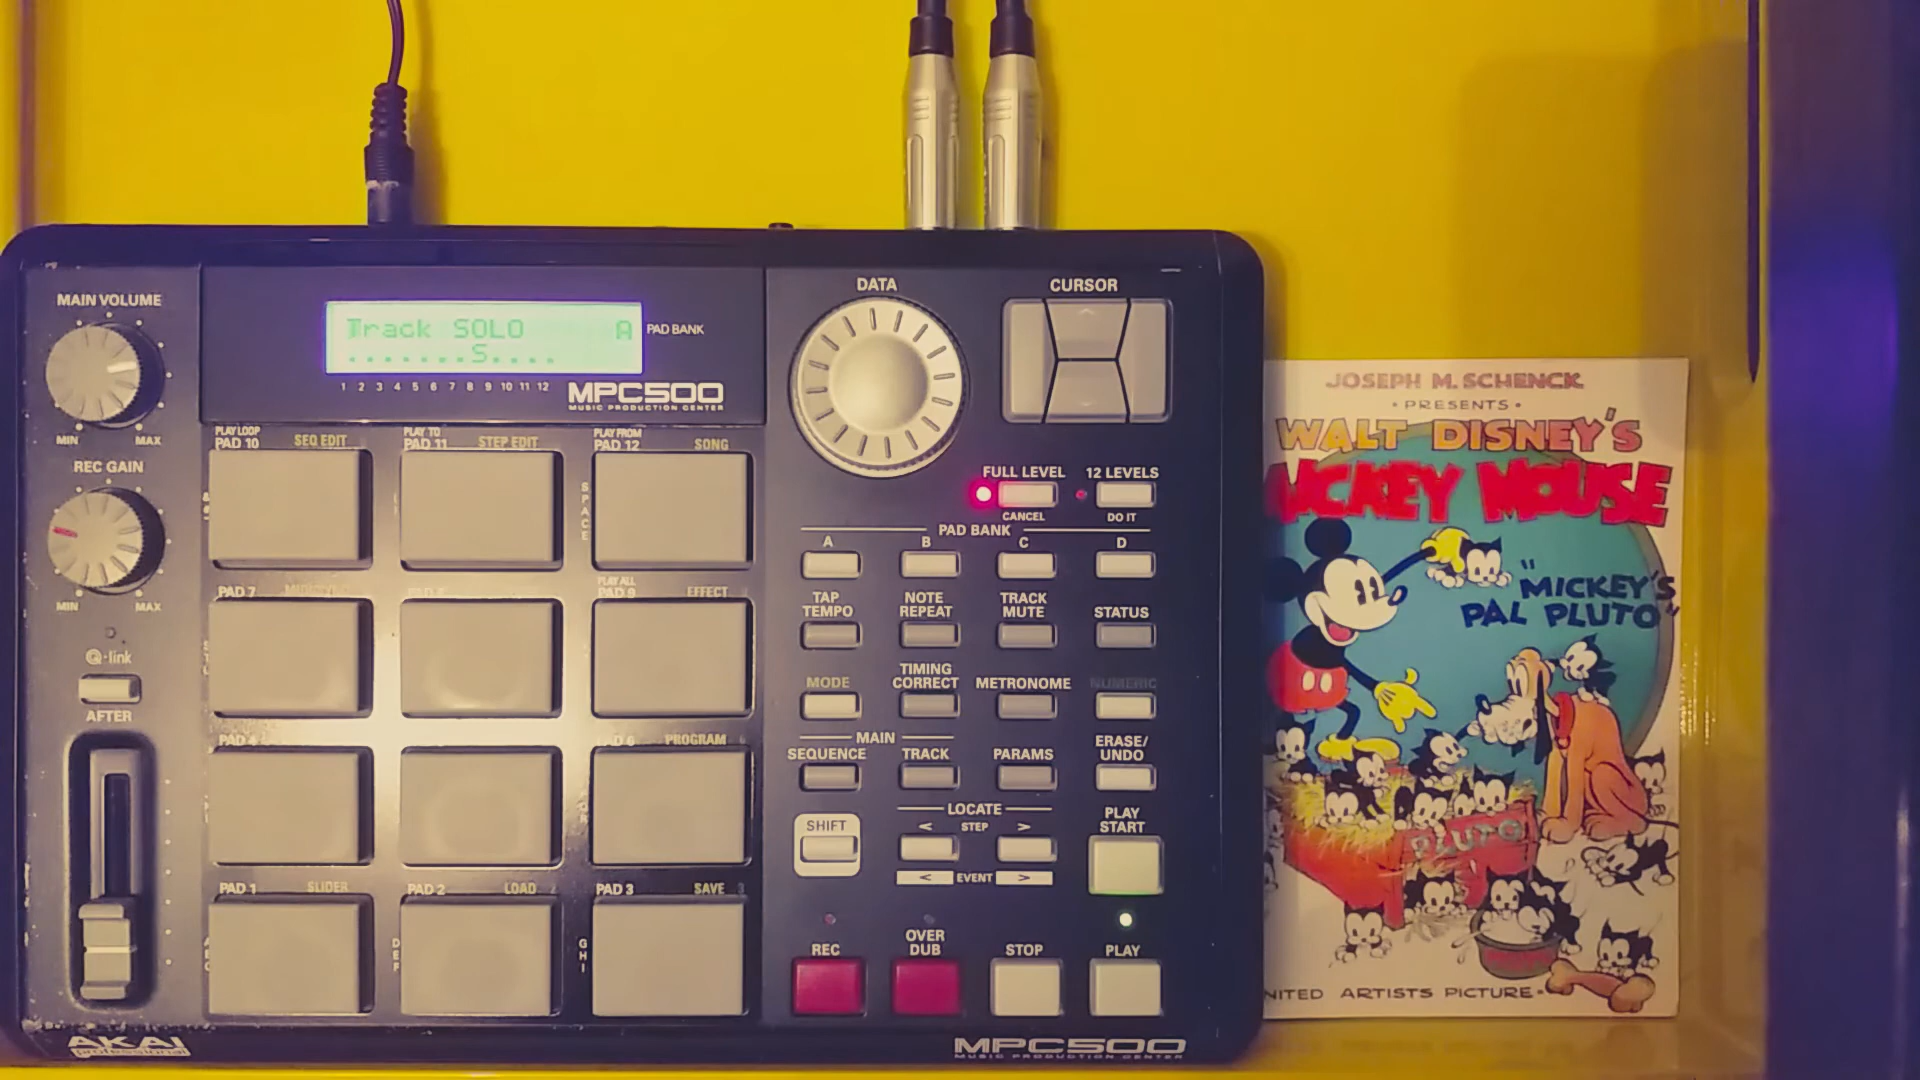 MAIN VOLUME
MIN MAX
REC GAIN
MIN MAX
Q-link
AFTER
Track SOLO A
.......S....
PAD BANK
1 2 3 4 5 6 7 8 9 10 11 12
MPC500
MUSIC PRODUCTION CENTER
PLAY LOOP
PAD 10 SEQ EDIT
PLAY TO
PAD 11 STEP EDIT
PLAY FROM
PAD 12 SONG
SPACE
PAD 7
PLAY ALL
PAD 9 EFFECT
PAD 4
PAD 6 PROGRAM
PAD 1 SLIDER
PAD 2 LOAD
PAD 3 SAVE
DEF
GHI
AKAI
professional
DATA
CURSOR
FULL LEVEL
CANCEL
12 LEVELS
DO IT
PAD BANK
A B C D
TAP TEMPO
NOTE REPEAT
TRACK MUTE
STATUS
MODE
TIMING CORRECT
METRONOME
NUMERIC
MAIN
SEQUENCE
TRACK
PARAMS
ERASE/
UNDO
SHIFT
LOCATE
< STEP >
< EVENT >
PLAY
START
REC
OVER
DUB
STOP
PLAY
MPC500
MUSIC PRODUCTION CENTER
JOSEPH M. SCHENCK
• PRESENTS •
WALT DISNEY'S
MICKEY MOUSE
"MICKEY'S
PAL PLUTO"
PLUTO
NITED ARTISTS PICTURE